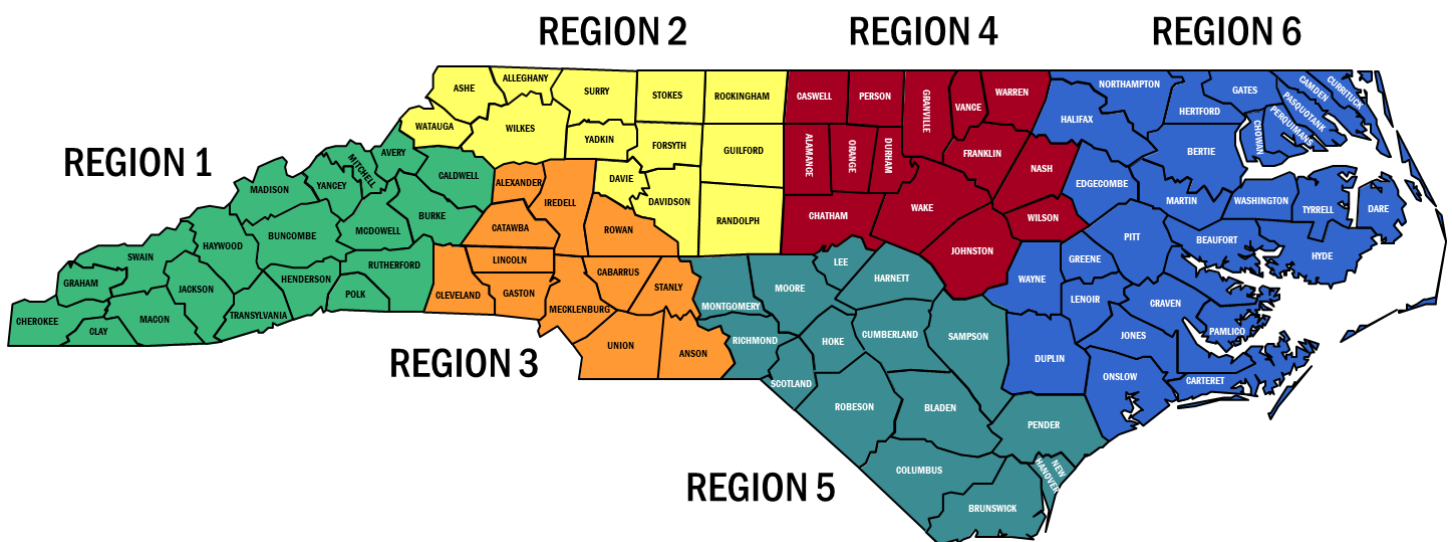 REGION 2
REGION 4
REGION 6
REGION 1
REGION 3
REGION 5
ASHE
ALLEGHANY
SURRY
STOKES
ROCKINGHAM
WATAUGA
WILKES
YADKIN
FORSYTH
GUILFORD
DAVIE
DAVIDSON
RANDOLPH
CASWELL
PERSON
GRANVILLE
VANCE
WARREN
ALAMANCE
ORANGE
DURHAM
FRANKLIN
NASH
CHATHAM
WAKE
WILSON
JOHNSTON
NORTHAMPTON
GATES
CAMDEN
CURRITUCK
PASQUOTANK
PERQUIMANS
CHOWAN
HERTFORD
HALIFAX
BERTIE
EDGECOMBE
MARTIN
WASHINGTON
TYRRELL
DARE
PITT
BEAUFORT
HYDE
GREENE
WAYNE
LENOIR
CRAVEN
PAMLICO
JONES
DUPLIN
ONSLOW
CARTERET
AVERY
MITCHELL
YANCEY
MADISON
CALDWELL
BURKE
MCDOWELL
BUNCOMBE
HAYWOOD
SWAIN
GRAHAM
JACKSON
HENDERSON
RUTHERFORD
POLK
TRANSYLVANIA
MACON
CLAY
CHEROKEE
ALEXANDER
IREDELL
CATAWBA
ROWAN
LINCOLN
CLEVELAND
GASTON
CABARRUS
STANLY
MECKLENBURG
UNION
ANSON
LEE
HARNETT
MOORE
MONTGOMERY
RICHMOND
HOKE
CUMBERLAND
SAMPSON
SCOTLAND
ROBESON
BLADEN
PENDER
COLUMBUS
NEW
HANOVER
BRUNSWICK